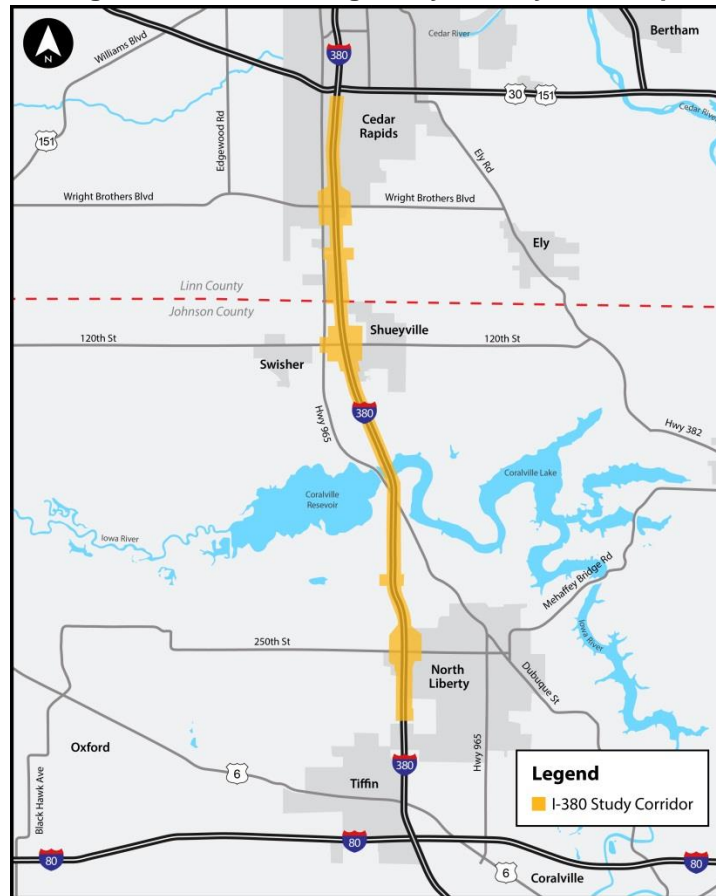 N
380
Cedar River
Bertham
Williams Blvd
30
151
Cedar River
151
Edgewood Rd
Cedar
Rapids
Ely Rd
Wright Brothers Blvd
Wright Brothers Blvd
Ely
Linn County
Johnson County
Shueyville
120th St
120th St
Swisher
380
Hwy 965
Hwy 382
Coralville Lake
Coralville
Resevoir
Iowa River
Mehaffey Bridge Rd
250th St
North
Liberty
Iowa River
Dubuque St
Oxford
Hwy 965
6
380
Tiffin
Black Hawk Ave
Legend
I-380 Study Corridor
80
80
80
6
Coralville